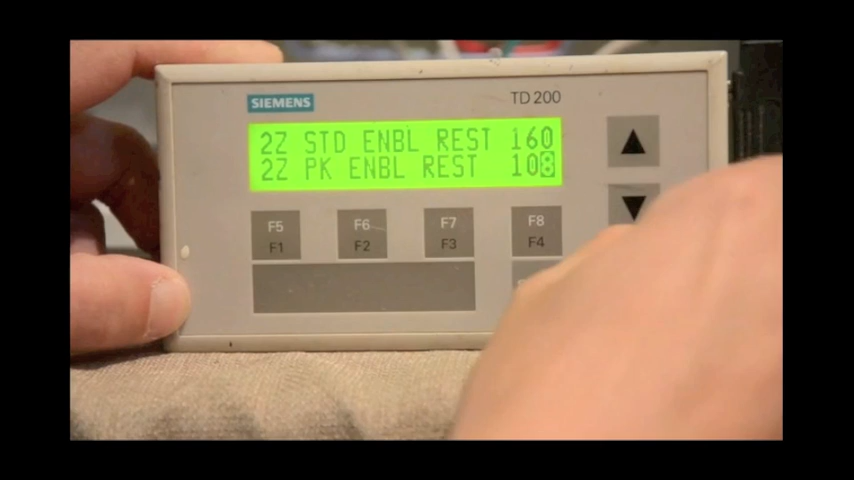 SIEMENS
TD 200
2Z STD ENBL REST 160
2Z PK ENBL REST 108
F5 F6 F7 F8
F1 F2 F3 F4